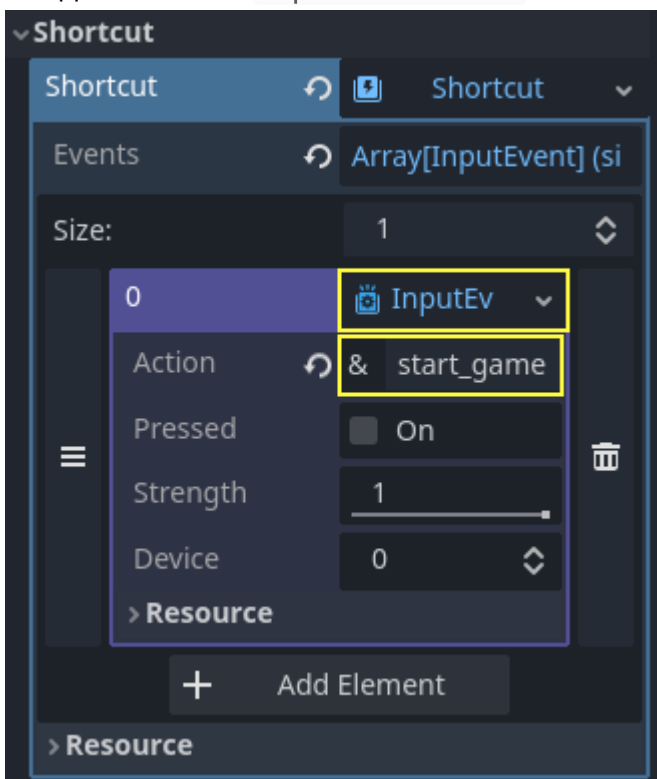 Shortcut
Shortcut Shortcut
Events Array[InputEvent] (si
Size: 1
0 InputEv
Action & start_game
Pressed On
Strength 1
Device 0
Resource
+ Add Element
Resource